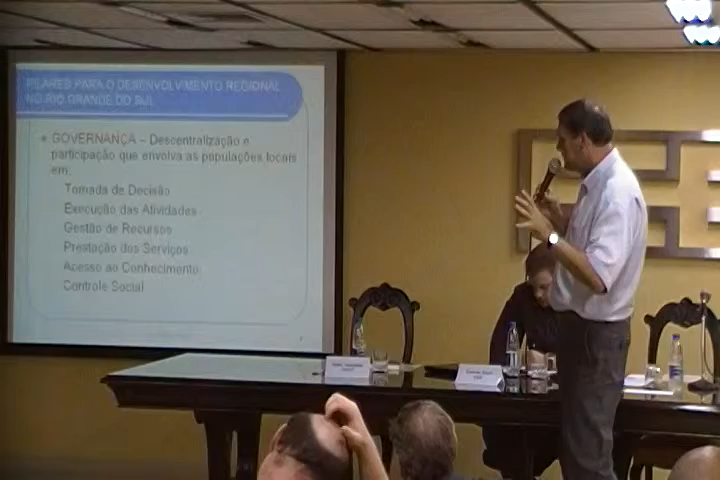 PILARES PARA O DESENVOLVIMENTO REGIONAL
NO RIO GRANDE DO SUL
GOVERNANÇA – Descentralização e
participação que envolva as populações locais
em:
Tomada de Decisão
Execução das Atividades
Gestão de Recursos
Prestação dos Serviços
Acesso ao Conhecimento
Controle Social